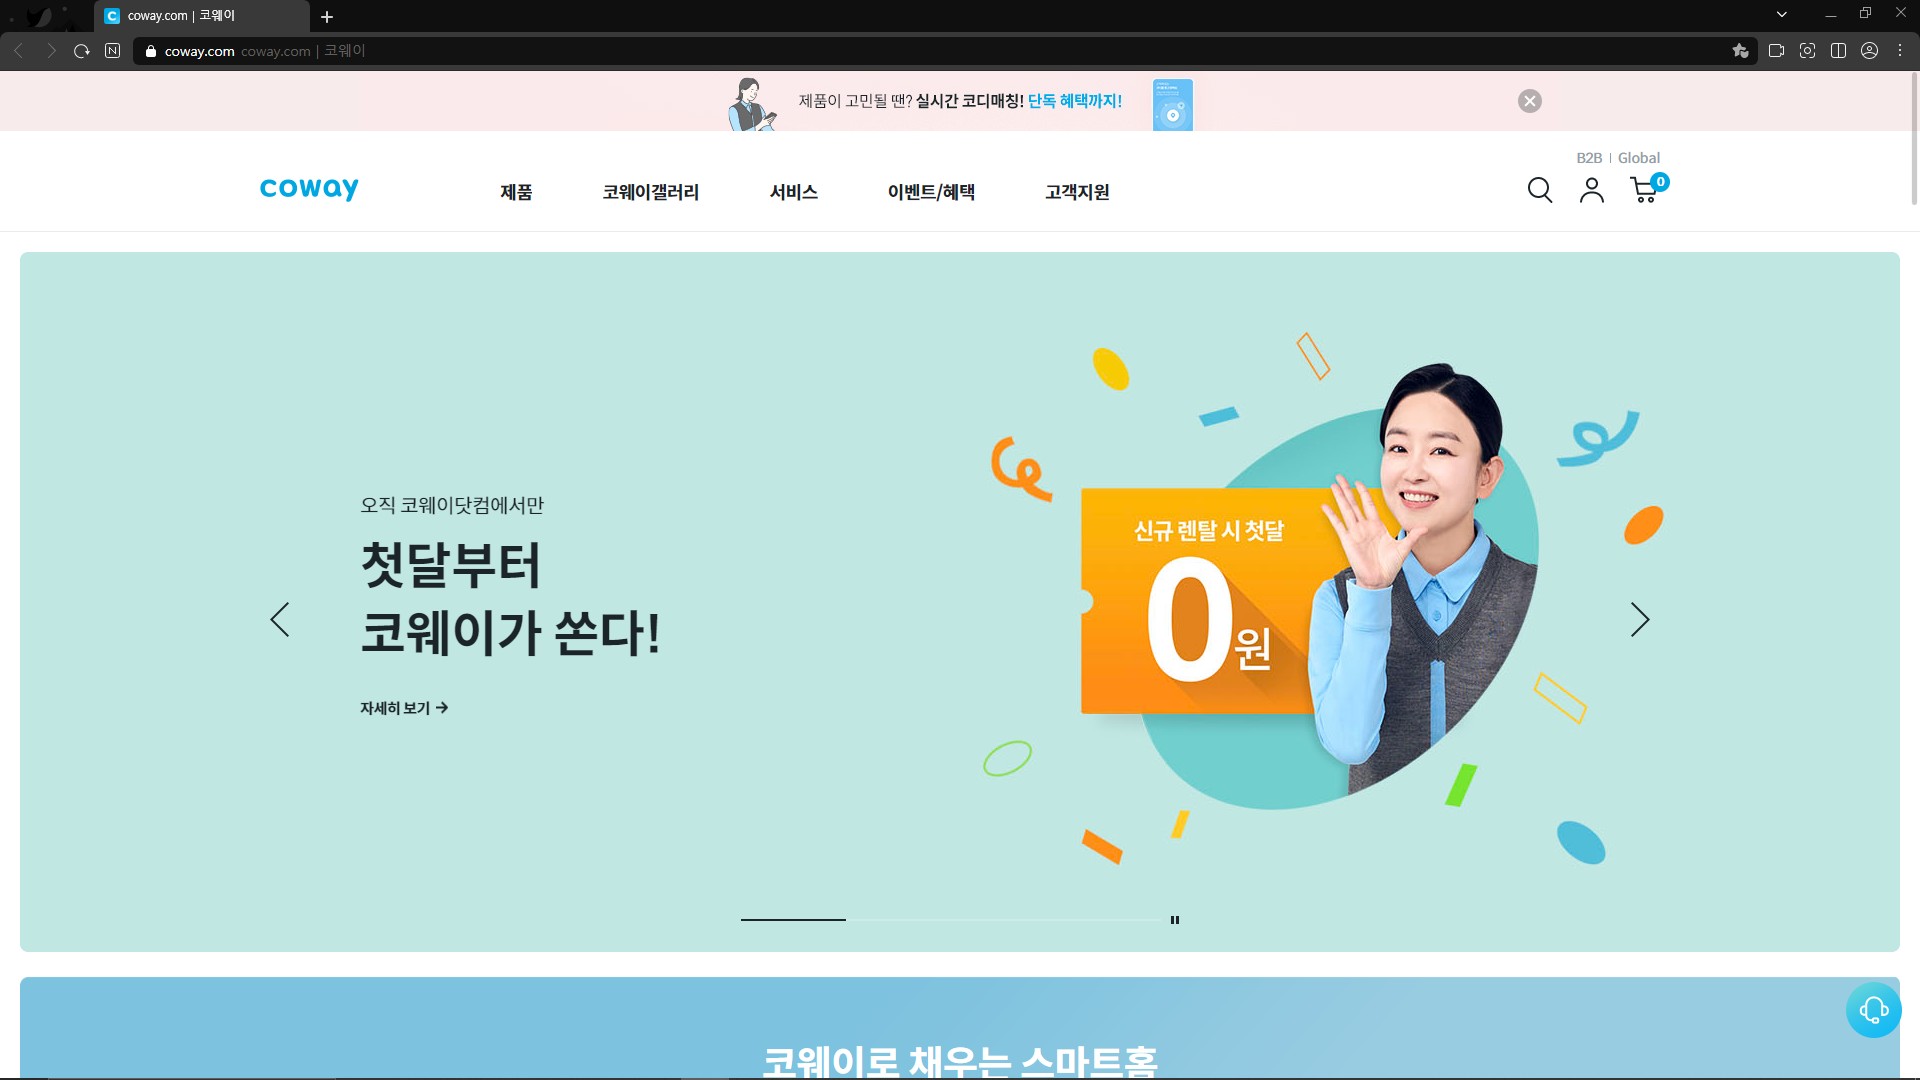 coway.com | 코웨이
coway.com coway.com | 코웨이
제품이 고민될 땐? 실시간 코디매칭! 단독 혜택까지!
B2B | Global
coway
제품 코웨이갤러리 서비스 이벤트/혜택 고객지원
0
오직 코웨이닷컴에서만
첫달부터
코웨이가 쏜다!
자세히 보기 →
신규 렌탈 시 첫달
0원
코웨이로 채우는 스마트홈